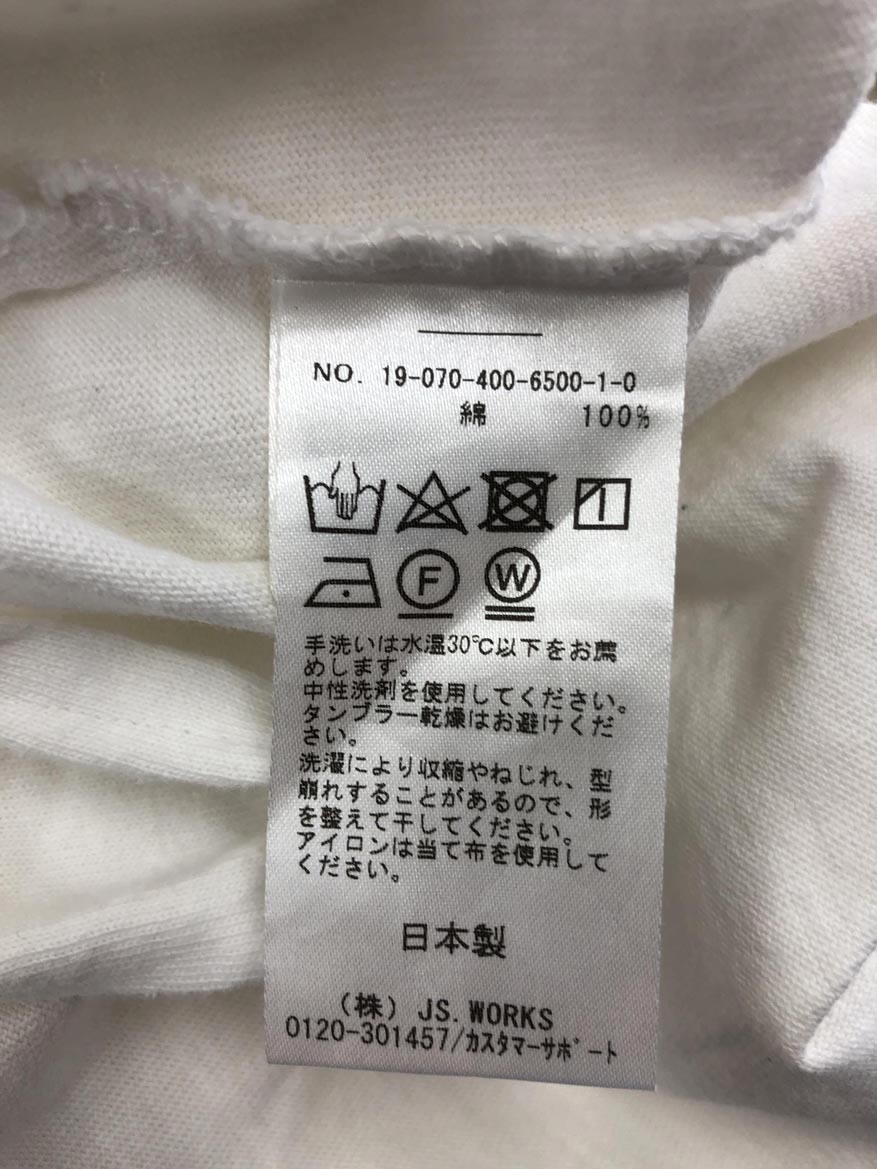 NO. 19-070-400-6500-1-0
綿 100%
F W
手洗いは水温30℃以下をお薦
めします。
中性洗剤を使用してください。
タンブラー乾燥はお避けくだ
さい。
洗濯により収縮やねじれ、型
崩れすることがあるので、形
を整えて干してください。
アイロンは当て布を使用して
ください。
日本製
(株) JS.WORKS
0120-301457/カスタマーサポート